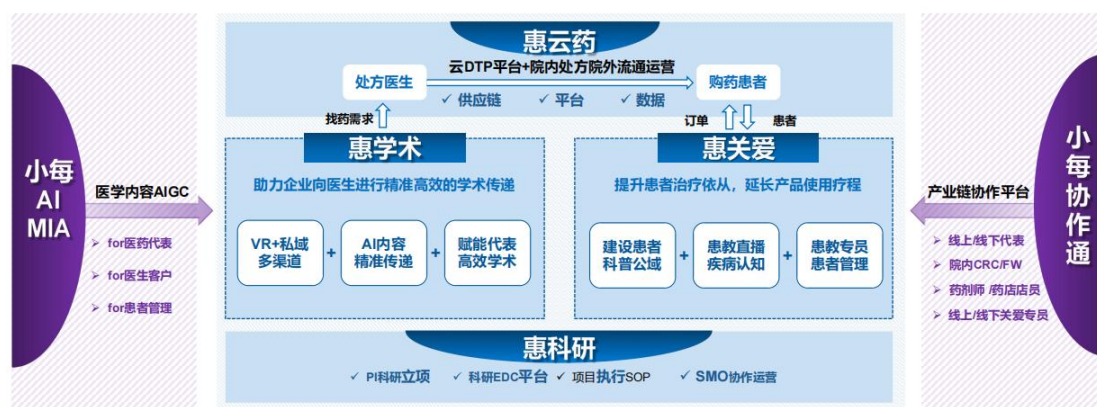 小每
AI
MIA
医学内容AIGC
for医药代表
for医生客户
for患者管理
惠云药
云DTP平台+院内处方院外流通运营
处方医生
购药患者
✓ 供应链 ✓ 平台 ✓ 数据
找药需求
订单
患者
惠学术
助力企业向医生进行精准高效的学术传递
VR+私域
多渠道
+
AI内容
精准传递
+
赋能代表
高效学术
惠关爱
提升患者治疗依从，延长产品使用疗程
建设患者
科普公域
+
患教直播
疾病认知
+
患教专员
患者管理
惠科研
✓ PI科研立项 ✓ 科研EDC平台 ✓ 项目执行SOP ✓ SMO协作运营
产业链协作平台
线上/线下代表
院内CRC/FW
药剂师 /药店店员
线上/线下关爱专员
小每协作通